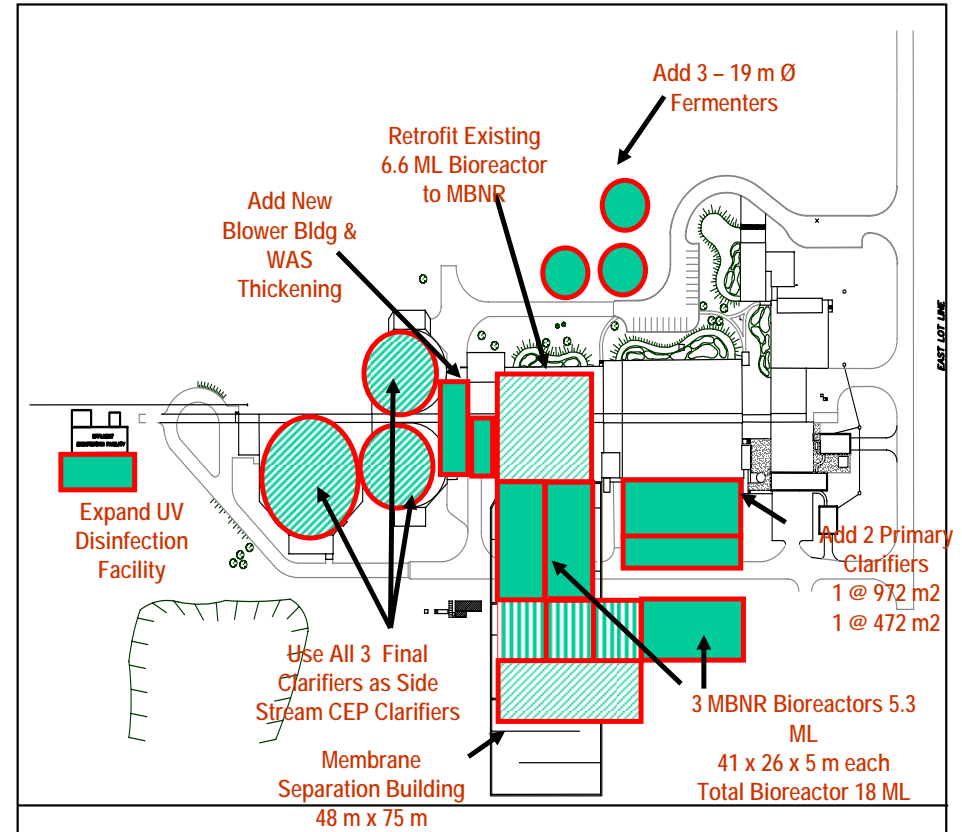 Add 3 – 19 m Ø
Fermenters
Retrofit Existing
6.6 ML Bioreactor
to MBNR
Add New
Blower Bldg &
WAS
Thickening
EAST LOT LINE
EFFLUENT
DISINFECTION FACILITY
Expand UV
Disinfection
Facility
Add 2 Primary
Clarifiers
1 @ 972 m2
1 @ 472 m2
Use All 3 Final
Clarifiers as Side
Stream CEP Clarifiers
3 MBNR Bioreactors 5.3
ML
41 x 26 x 5 m each
Total Bioreactor 18 ML
Membrane
Separation Building
48 m x 75 m